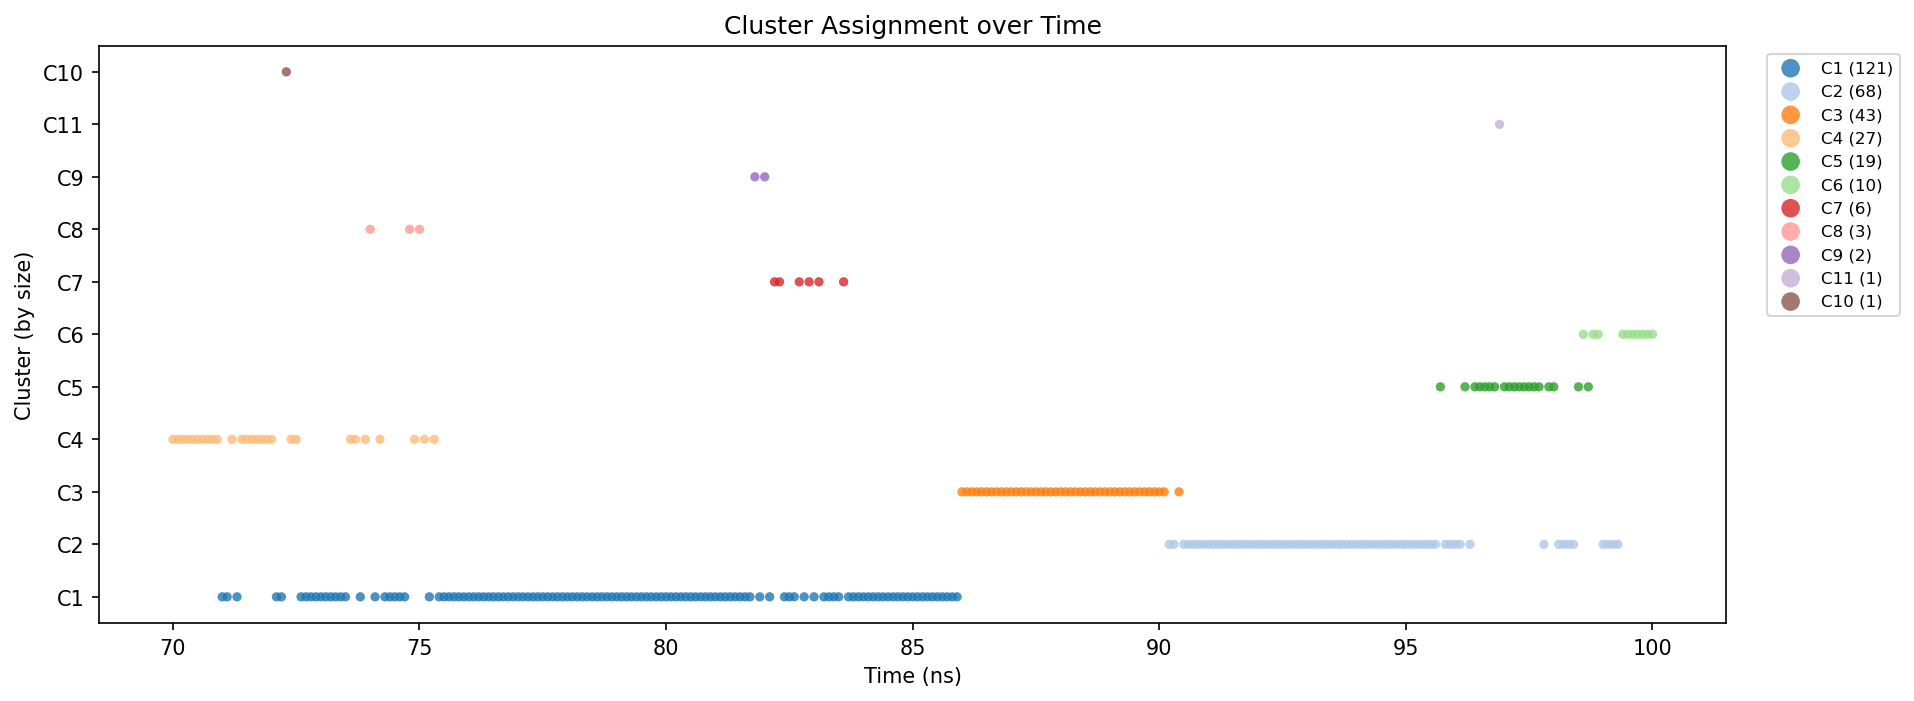 Cluster Assignment over Time
Cluster (by size)
C10
C11
C9
C8
C7
C6
C5
C4
C3
C2
C1
70 75 80 85 90 95 100
Time (ns)
C1 (121)
C2 (68)
C3 (43)
C4 (27)
C5 (19)
C6 (10)
C7 (6)
C8 (3)
C9 (2)
C11 (1)
C10 (1)